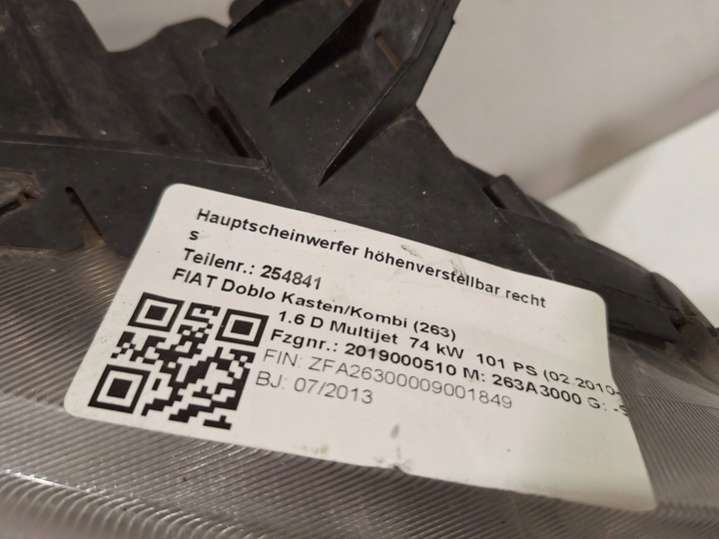 Hauptscheinwerfer höhenverstellbar recht
s
Teilenr.: 254841
FIAT Doblo Kasten/Kombi (263)
1.6 D Multijet 74 kW 101 PS (02.2010-
Fzgnr.: 2019000510 M: 263A3000 G: -S
FIN: ZFA26300009001849
BJ: 07/2013